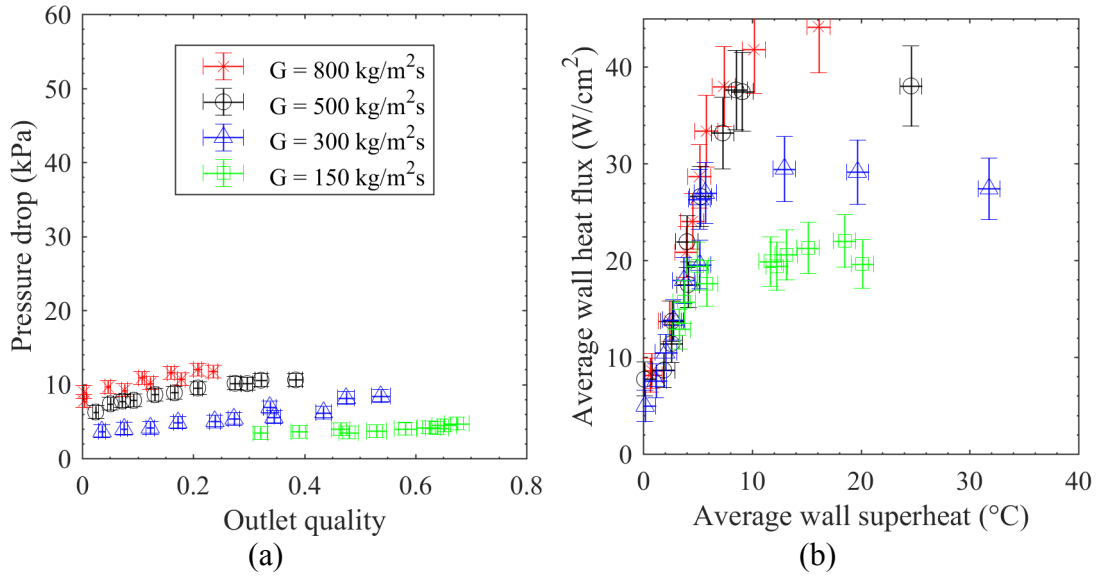 60
50
40
30
20
10
0
Pressure drop (kPa)
G = 800 kg/m²s
G = 500 kg/m²s
G = 300 kg/m²s
G = 150 kg/m²s
0 0.2 0.4 0.6 0.8
Outlet quality
(a)
40
30
20
10
0
Average wall heat flux (W/cm²)
0 10 20 30 40
Average wall superheat (°C)
(b)